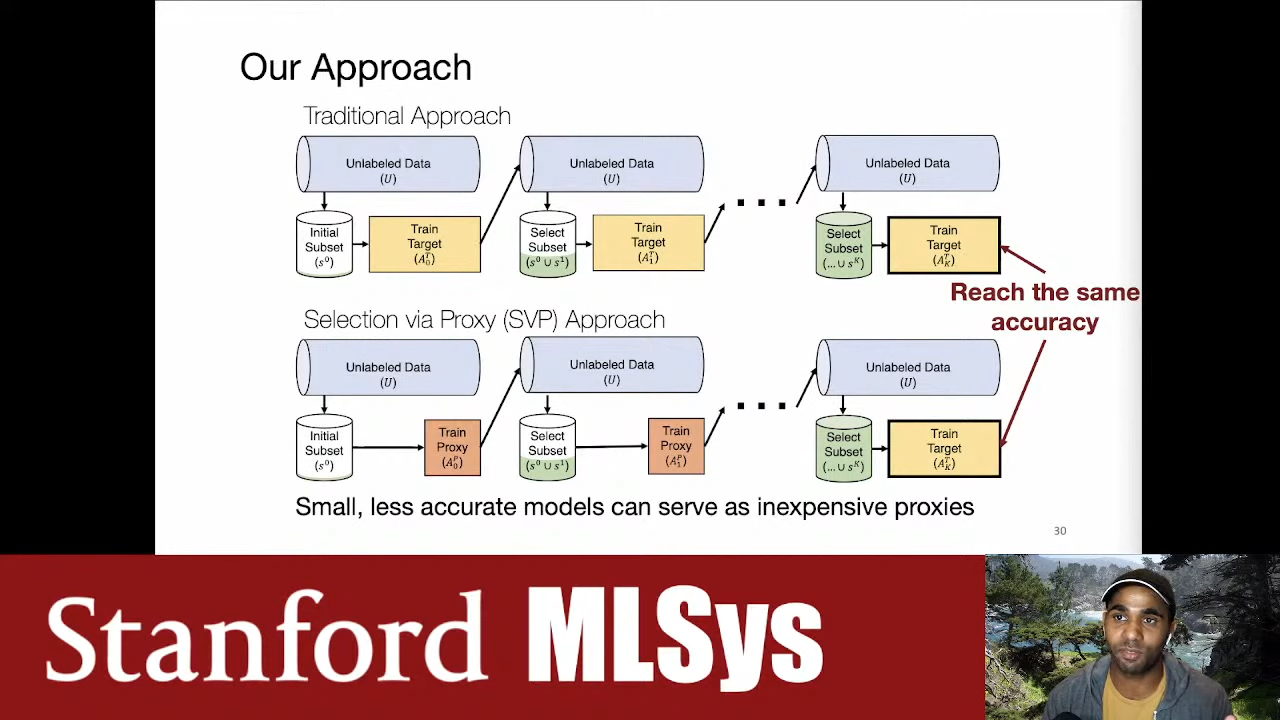 Our Approach
Traditional Approach
Unlabeled Data
(U)
Unlabeled Data
(U)
Unlabeled Data
(U)
Initial
Subset
(s⁰)
Train
Target
(A₀ᵀ)
Select
Subset
(s⁰ ∪ s¹)
Train
Target
(A₁ᵀ)
...
Select
Subset
(... ∪ sᴷ)
Train
Target
(A_Kᵀ)
Reach the same
accuracy
Selection via Proxy (SVP) Approach
Unlabeled Data
(U)
Unlabeled Data
(U)
Unlabeled Data
(U)
Initial
Subset
(s⁰)
Train
Proxy
(A₀ᴾ)
Select
Subset
(s⁰ ∪ s¹)
Train
Proxy
(A₁ᴾ)
...
Select
Subset
(... ∪ sᴷ)
Train
Target
(A_Kᵀ)
Small, less accurate models can serve as inexpensive proxies
30
Stanford MLSys